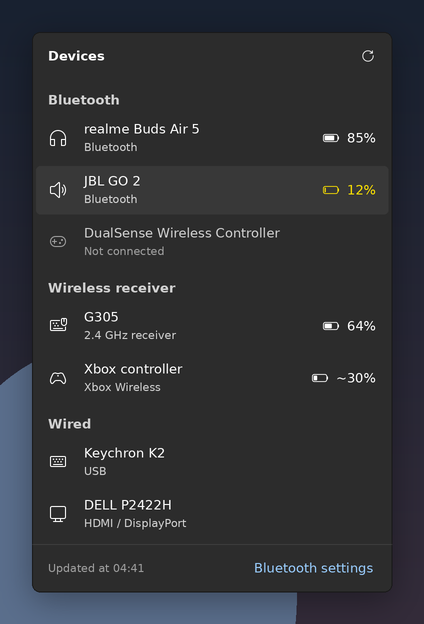 Devices
Bluetooth
realme Buds Air 5
Bluetooth
85%
JBL GO 2
Bluetooth
12%
DualSense Wireless Controller
Not connected
Wireless receiver
G305
2.4 GHz receiver
64%
Xbox controller
Xbox Wireless
~30%
Wired
Keychron K2
USB
DELL P2422H
HDMI / DisplayPort
Updated at 04:41
Bluetooth settings